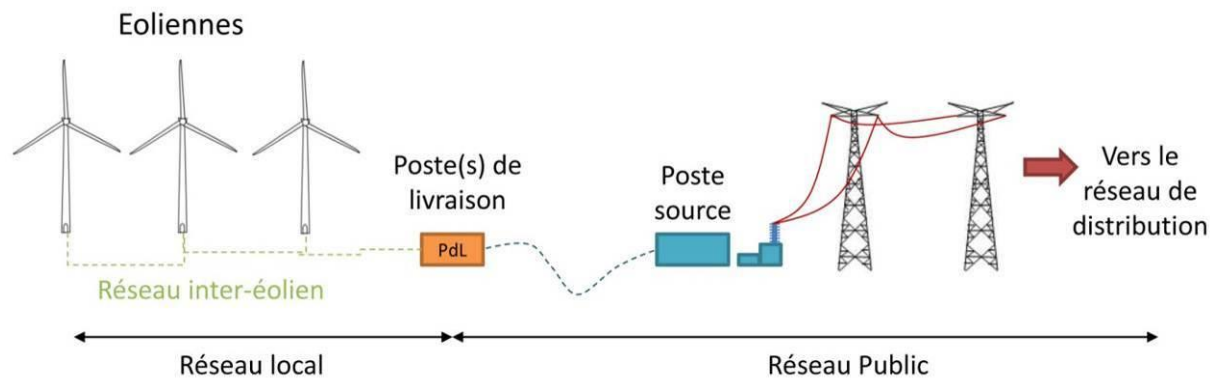 Eoliennes
Poste(s) de
livraison
PdL
Réseau inter-éolien
Poste
source
Vers le
réseau de
distribution
Réseau local
Réseau Public